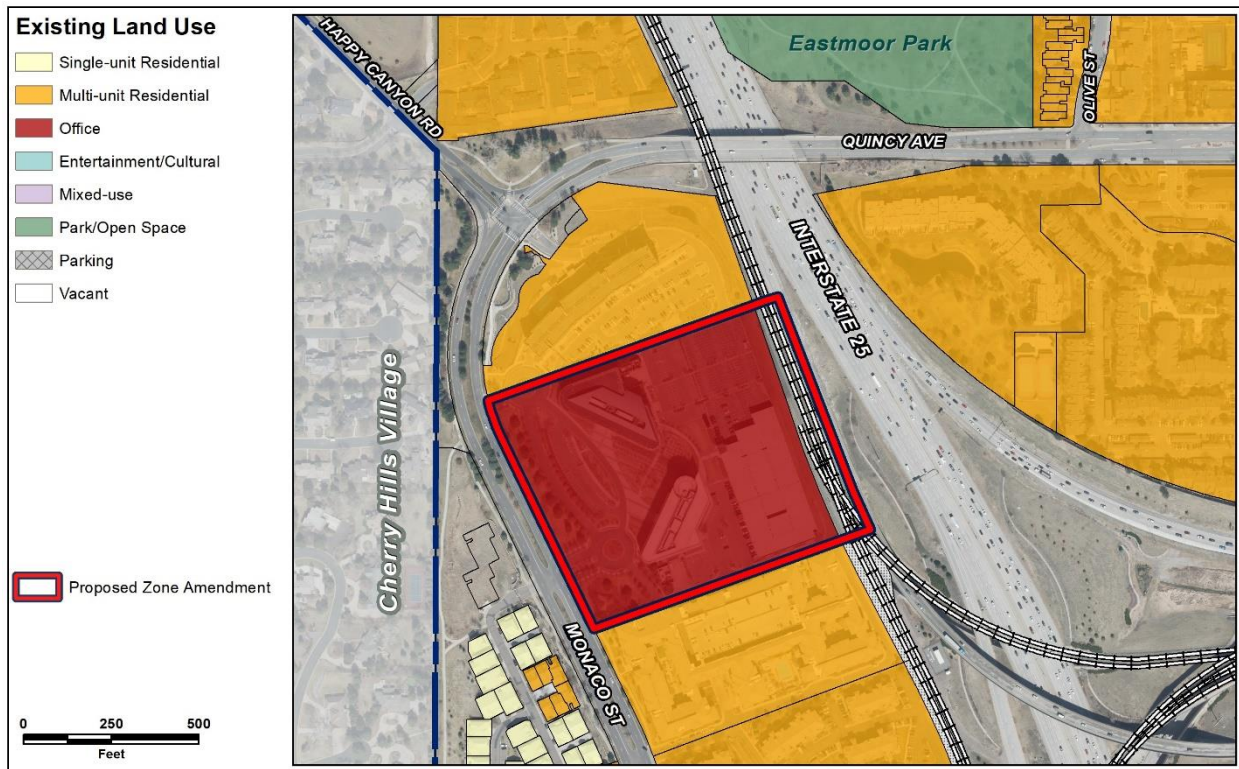 Existing Land Use
Single-unit Residential
Multi-unit Residential
Office
Entertainment/Cultural
Mixed-use
Park/Open Space
Parking
Vacant
Proposed Zone Amendment
0 250 500
Feet
HAPPY CANYON RD
Eastmoor Park
OLIVE ST
QUINCY AVE
INTERSTATE 25
Cherry Hills Village
MONACO ST